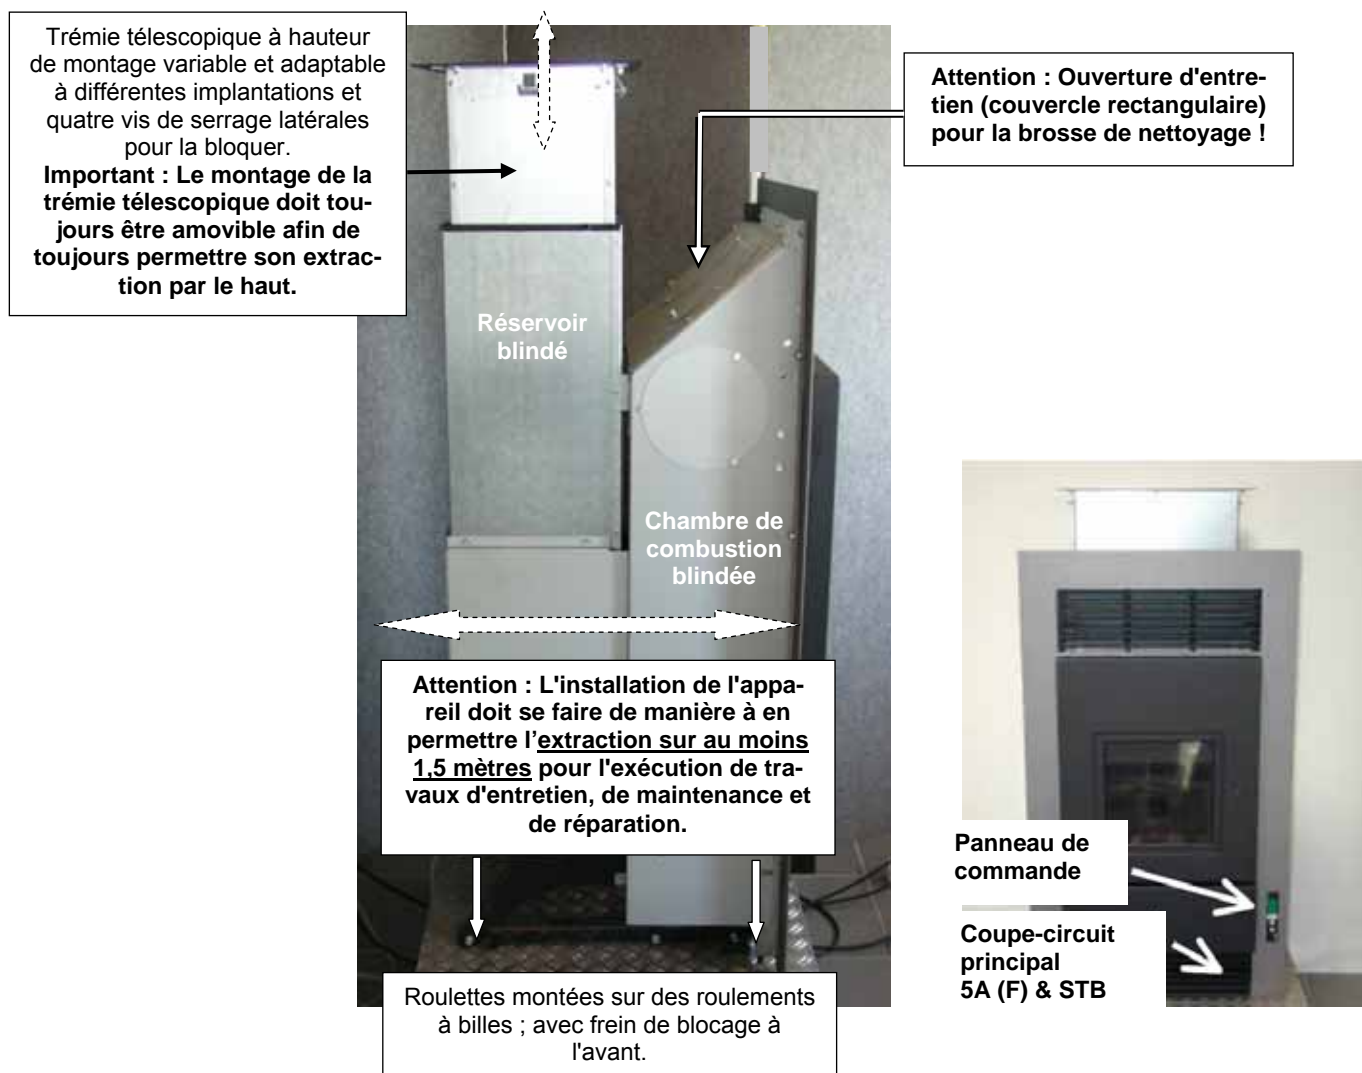 Trémie télescopique à hauteur
de montage variable et adaptable
à différentes implantations et
quatre vis de serrage latérales
pour la bloquer.
Important : Le montage de la
trémie télescopique doit tou-
jours être amovible afin de
toujours permettre son extrac-
tion par le haut.
Attention : Ouverture d'entre-
tien (couvercle rectangulaire)
pour la brosse de nettoyage !
Réservoir
blindé
Chambre de
combustion
blindée
Attention : L'installation de l'appa-
reil doit se faire de manière à en
permettre l'extraction sur au moins
1,5 mètres pour l'exécution de tra-
vaux d'entretien, de maintenance et
de réparation.
Roulettes montées sur des roulements
à billes ; avec frein de blocage à
l'avant.
Panneau de
commande
Coupe-circuit
principal
5A (F) & STB